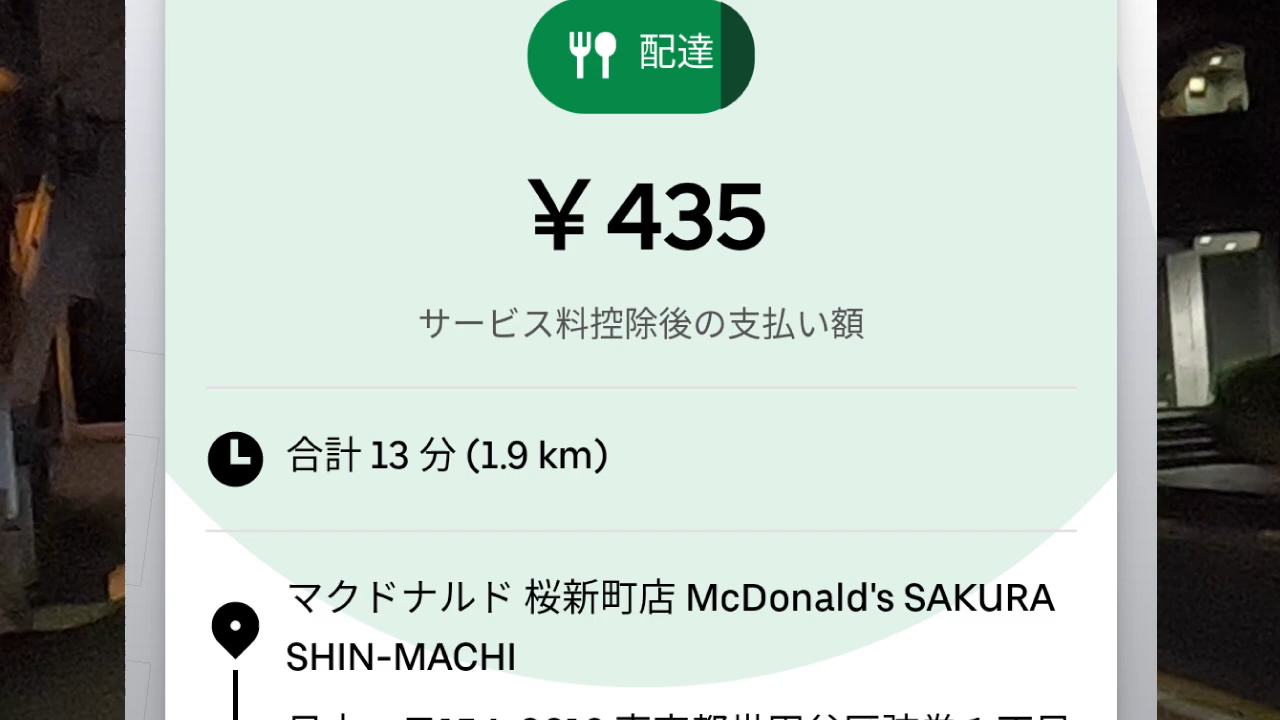 配達
¥435
サービス料控除後の支払い額
合計 13 分 (1.9 km)
マクドナルド 桜新町店 McDonald's SAKURA
SHIN-MACHI